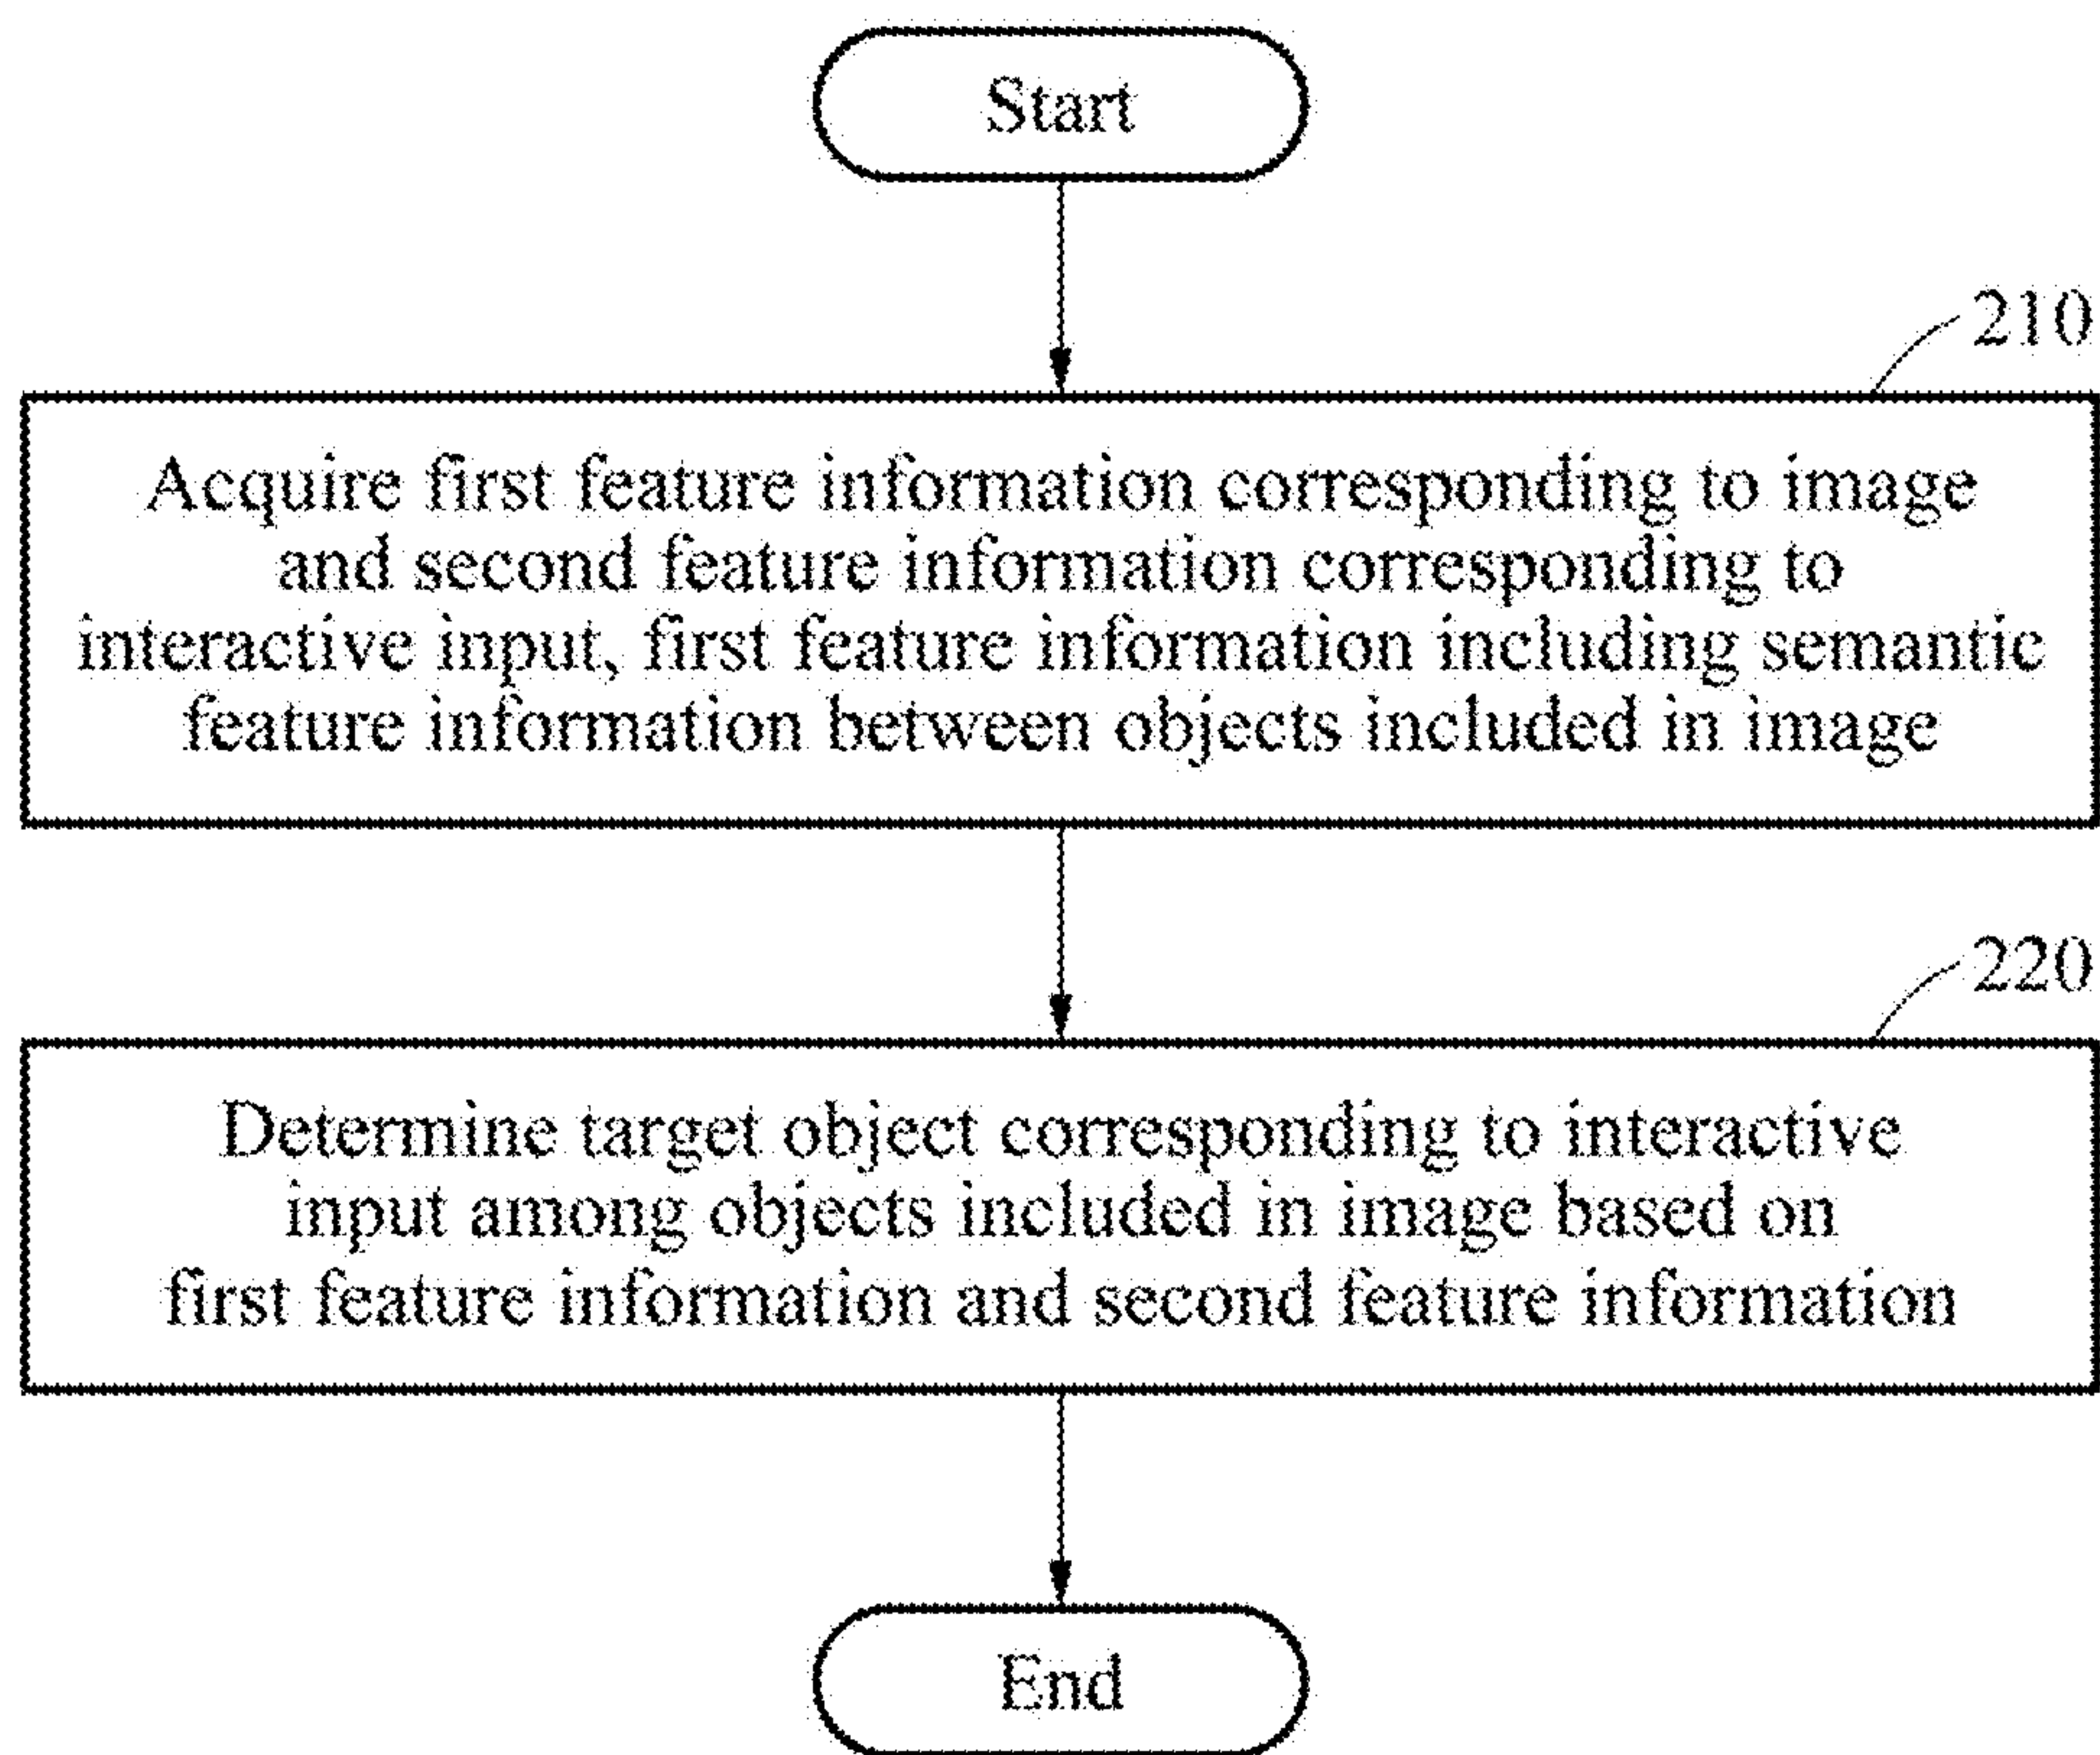 Start
210
Acquire first feature information corresponding to image
and second feature information corresponding to
interactive input, first feature information including semantic
feature information between objects included in image
220
Determine target object corresponding to interactive
input among objects included in image based on
first feature information and second feature information
End